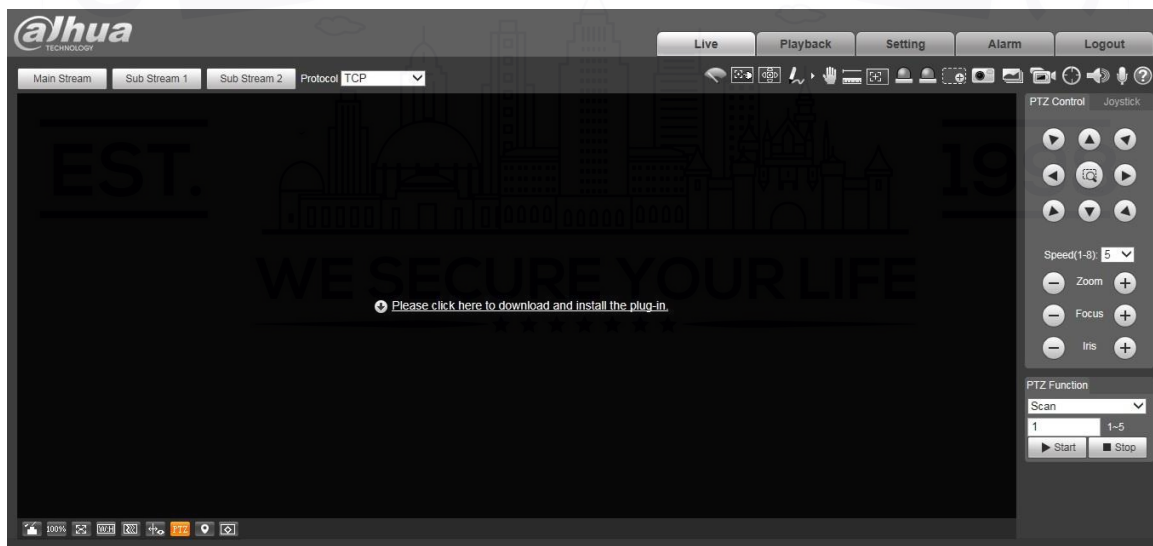 alhua
TECHNOLOGY
Live Playback Setting Alarm Logout
Main Stream Sub Stream 1 Sub Stream 2 Protocol TCP
PTZ Control Joystick
EST. 1998
WE SECURE YOUR LIFE
Speed(1-8): 5
Please click here to download and install the plug-in.
Zoom
Focus
Iris
PTZ Function
Scan
1 1~5
Start Stop
100% W:H PTZ